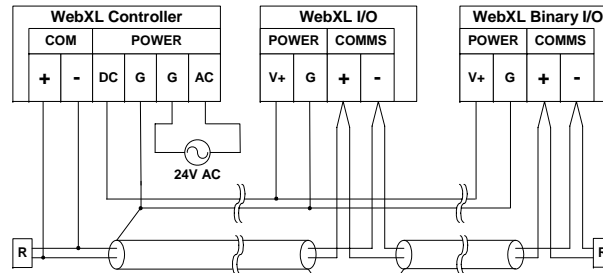 WebXL Controller
WebXL I/O
WebXL Binary I/O
COM POWER
POWER COMMS
POWER COMMS
+ - DC G G AC
V+ G + -
V+ G + -
24V AC
R
R